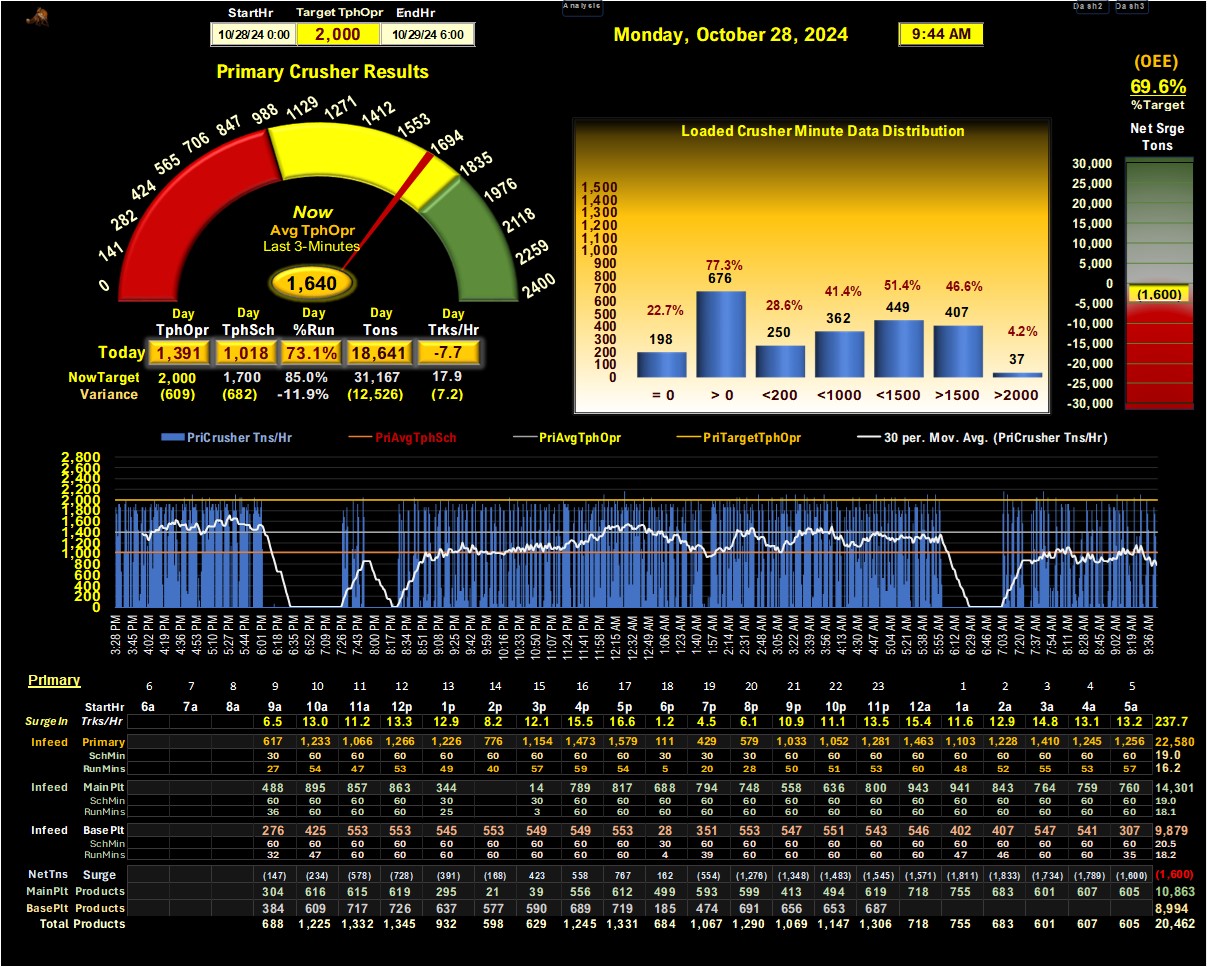 Analysis
Dash2 Dash3
StartHr Target TphOpr EndHr
10/28/24 0:00 2,000 10/29/24 6:00
Monday, October 28, 2024
9:44 AM
(OEE)
69.6%
%Target
Primary Crusher Results
0 141 282 424 565 706 847 988 1129 1271 1412 1553 1694 1835 1976 2118 2259 2400
Now
Avg TphOpr
Last 3-Minutes
1,640
Day Day Day Day Day
TphOpr TphSch %Run Tons Trks/Hr
Today 1,391 1,018 73.1% 18,641 -7.7
NowTarget 2,000 1,700 85.0% 31,167 17.9
Variance (609) (682) -11.9% (12,526) (7.2)
Loaded Crusher Minute Data Distribution
1,500
1,400
1,300
1,200
1,100
1,000
900
800
700
600
500
400
300
200
100
0
22.7% 77.3% 28.6% 41.4% 51.4% 46.6% 4.2%
198 676 250 362 449 407 37
= 0 > 0 <200 <1000 <1500 >1500 >2000
Net Srge
Tons
30,000
25,000
20,000
15,000
10,000
5,000
0
(1,600)
-5,000
-10,000
-15,000
-20,000
-25,000
-30,000
PriCrusher Tns/Hr PriAvgTphSch PriAvgTphOpr PriTargetTphOpr 30 per. Mov. Avg. (PriCrusher Tns/Hr)
2,800
2,600
2,400
2,200
2,000
1,800
1,600
1,400
1,200
1,000
800
600
400
200
0
3:28 PM 3:45 PM 4:02 PM 4:19 PM 4:36 PM 4:53 PM 5:10 PM 5:27 PM 5:44 PM 6:01 PM 6:18 PM 6:35 PM 6:52 PM 7:09 PM 7:26 PM 7:43 PM 8:00 PM 8:17 PM 8:34 PM 8:51 PM 9:08 PM 9:25 PM 9:42 PM 9:59 PM 10:16 PM 10:33 PM 10:50 PM 11:07 PM 11:24 PM 11:41 PM 11:58 PM 12:15 AM 12:32 AM 12:49 AM 1:06 AM 1:23 AM 1:40 AM 1:57 AM 2:14 AM 2:31 AM 2:48 AM 3:05 AM 3:22 AM 3:39 AM 3:56 AM 4:13 AM 4:30 AM 4:47 AM 5:04 AM 5:21 AM 5:38 AM 5:55 AM 6:12 AM 6:29 AM 6:46 AM 7:03 AM 7:20 AM 7:37 AM 7:54 AM 8:11 AM 8:28 AM 8:45 AM 9:02 AM 9:19 AM 9:36 AM
Primary
6 7 8 9 10 11 12 13 14 15 16 17 18 19 20 21 22 23 1 2 3 4 5
StartHr 6a 7a 8a 9a 10a 11a 12p 1p 2p 3p 4p 5p 6p 7p 8p 9p 10p 11p 12a 1a 2a 3a 4a 5a
SurgeIn Trks/Hr 6.5 13.0 11.2 13.3 12.9 8.2 12.1 15.5 16.6 1.2 4.5 6.1 10.9 11.1 13.5 15.4 11.6 12.9 14.8 13.1 13.2 237.7
Infeed Primary 617 1,233 1,066 1,266 1,226 776 1,154 1,473 1,579 111 429 579 1,033 1,052 1,281 1,463 1,103 1,228 1,410 1,245 1,256 22,580
SchMin 30 60 60 60 60 60 60 60 60 30 30 30 60 60 60 60 60 60 60 60 60 19.0
RunMins 27 54 47 53 49 40 57 59 54 5 20 28 50 51 53 60 48 52 55 53 57 16.2
Infeed MainPlt 488 895 857 863 344 14 789 817 688 794 748 558 636 800 943 941 843 764 759 760 14,301
SchMin 60 60 60 60 30 30 60 60 60 60 60 60 60 60 60 60 60 60 60 60 19.0
RunMins 36 60 60 60 25 3 60 60 60 60 60 60 60 60 60 60 60 60 60 60 18.1
Infeed BasePlt 276 425 553 553 545 553 549 549 553 28 351 553 547 551 543 546 402 407 547 541 307 9,879
SchMin 60 60 60 60 60 60 60 60 60 30 60 60 60 60 60 60 60 60 60 60 60 20.5
RunMins 32 47 60 60 60 60 60 60 60 4 39 60 60 60 60 60 47 46 60 60 35 18.2
NetTns Surge (147) (234) (578) (728) (391) (168) 423 558 767 162 (554) (1,276) (1,348) (1,483) (1,545) (1,571) (1,811) (1,833) (1,734) (1,789) (1,600) (1,600)
MainPlt Products 304 616 615 619 295 21 39 556 612 499 593 599 413 494 619 718 755 683 601 607 605 10,863
BasePlt Products 384 609 717 726 637 577 590 689 719 185 474 691 656 653 687 8,994
Total Products 688 1,225 1,332 1,345 932 598 629 1,245 1,331 684 1,067 1,290 1,069 1,147 1,306 718 755 683 601 607 605 20,462